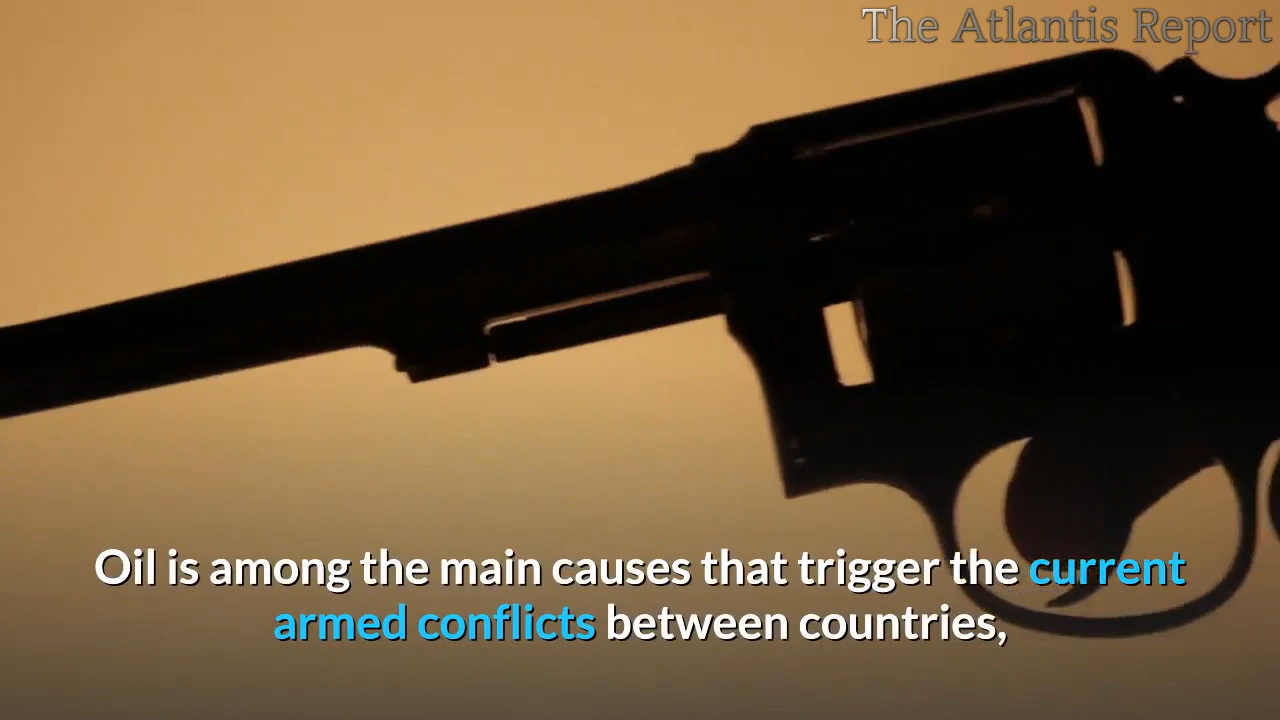 The Atlantis Report
Oil is among the main causes that trigger the current
armed conflicts between countries,